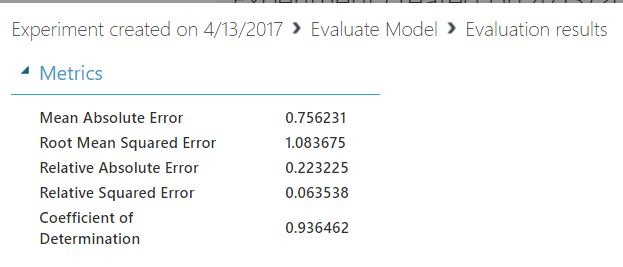 Experiment created on 4/13/2017 > Evaluate Model > Evaluation results
Metrics
Mean Absolute Error 0.756231
Root Mean Squared Error 1.083675
Relative Absolute Error 0.223225
Relative Squared Error 0.063538
Coefficient of
Determination 0.936462